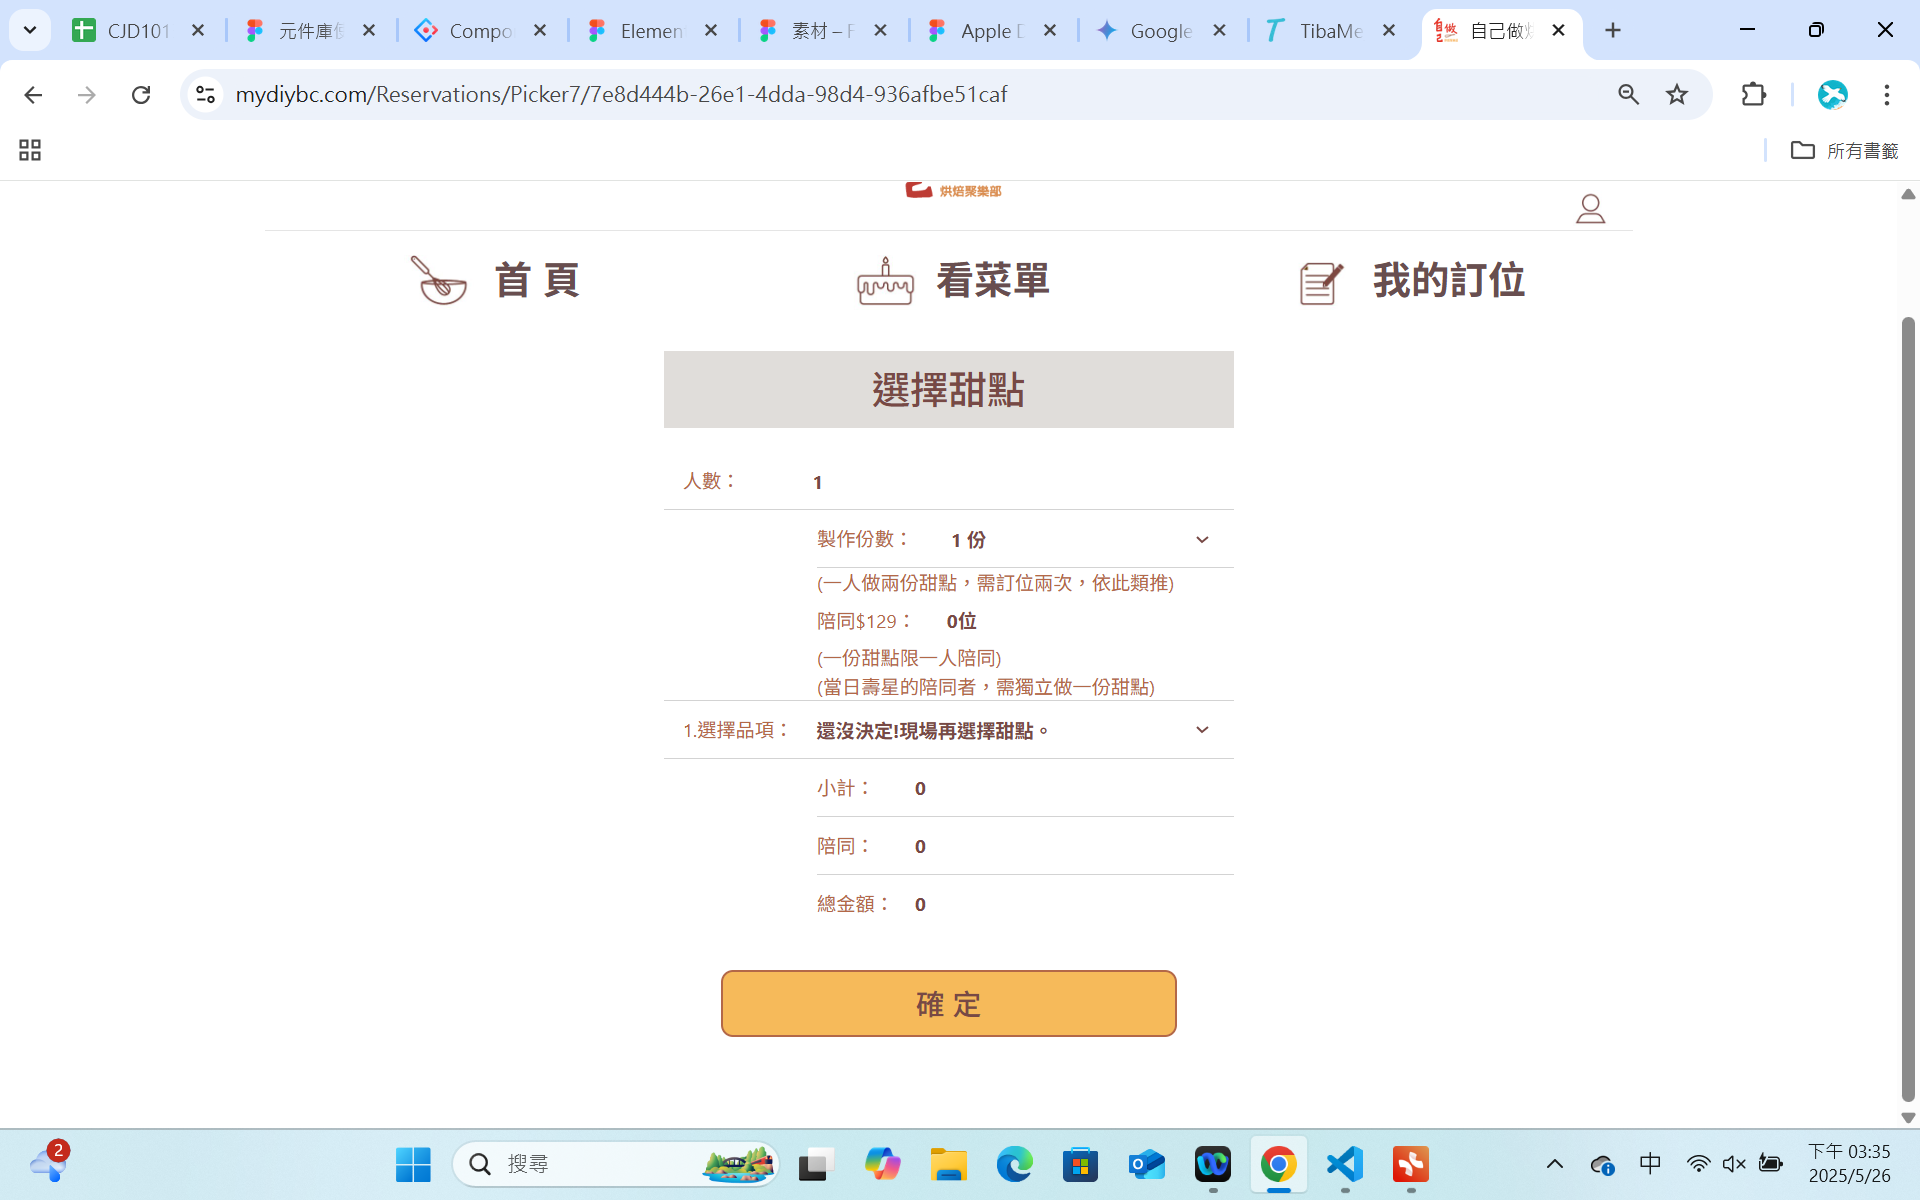 CJD101
元件庫
Compo
Elemen
素材 – F
Apple D
Google
TibaMe
自己做
mydiybc.com/Reservations/Picker7/7e8d444b-26e1-4dda-98d4-936afbe51caf
所有書籤
烘焙聚樂部
首 頁
看菜單
我的訂位
選擇甜點
人數：
1
製作份數：
1 份
(一人做兩份甜點，需訂位兩次，依此類推)
陪同$129：
0位
(一份甜點限一人陪同)
(當日壽星的陪同者，需獨立做一份甜點)
1.選擇品項：
還沒決定!現場再選擇甜點。
小計：
0
陪同：
0
總金額：
0
確 定
2
搜尋
中
下午 03:35
2025/5/26